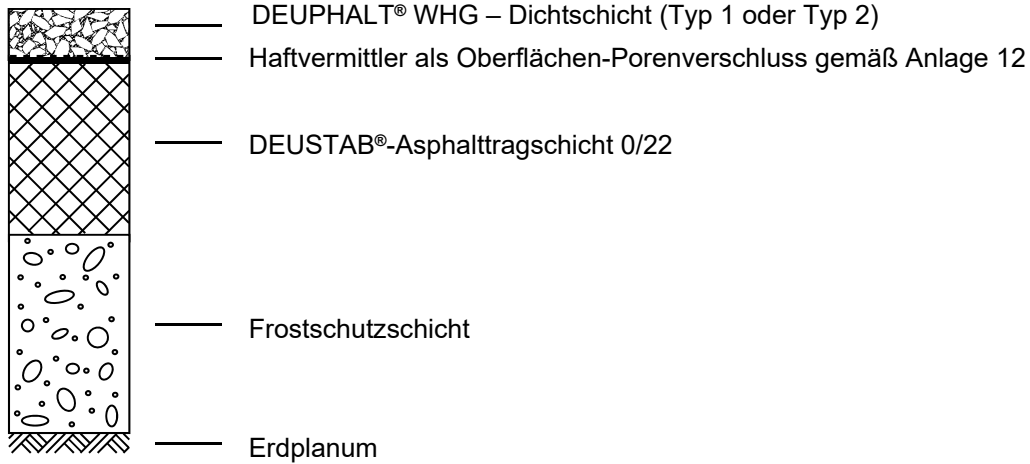 DEUPHALT® WHG – Dichtschicht (Typ 1 oder Typ 2)
Haftvermittler als Oberflächen-Porenverschluss gemäß Anlage 12
DEUSTAB®-Asphalttragschicht 0/22
Frostschutzschicht
Erdplanum